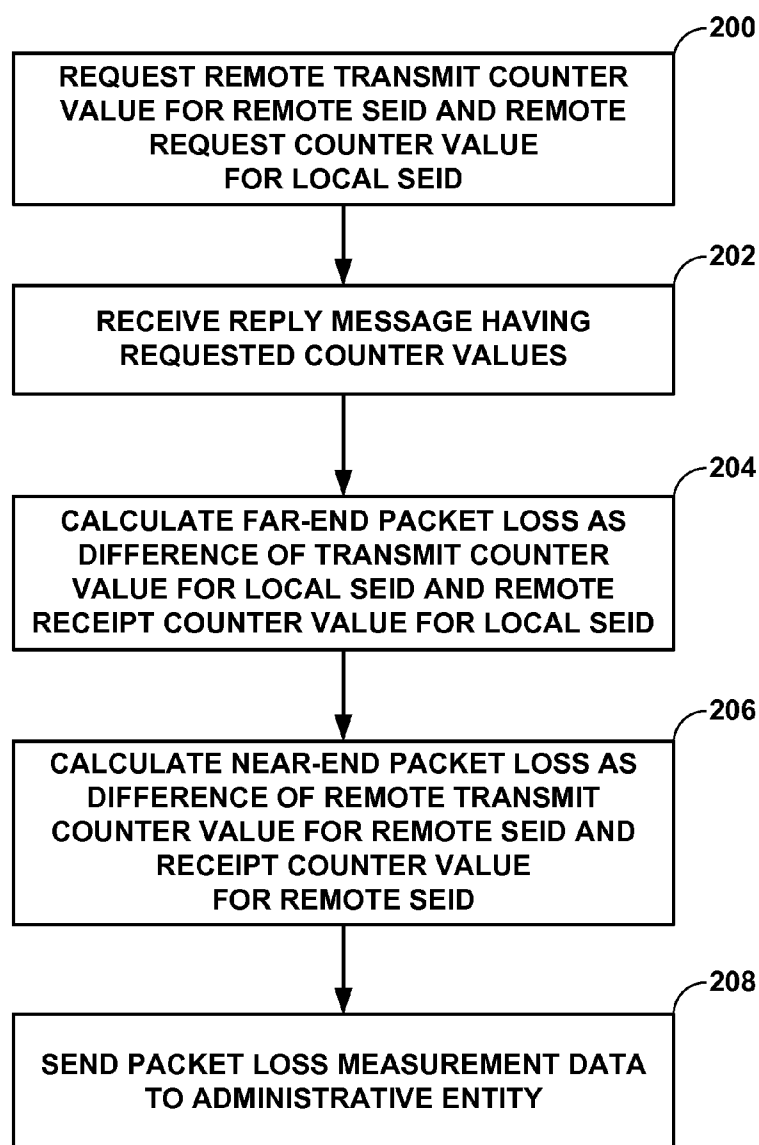 200
REQUEST REMOTE TRANSMIT COUNTER
VALUE FOR REMOTE SEID AND REMOTE
REQUEST COUNTER VALUE
FOR LOCAL SEID
202
RECEIVE REPLY MESSAGE HAVING
REQUESTED COUNTER VALUES
204
CALCULATE FAR-END PACKET LOSS AS
DIFFERENCE OF TRANSMIT COUNTER
VALUE FOR LOCAL SEID AND REMOTE
RECEIPT COUNTER VALUE FOR LOCAL SEID
206
CALCULATE NEAR-END PACKET LOSS AS
DIFFERENCE OF REMOTE TRANSMIT
COUNTER VALUE FOR REMOTE SEID AND
RECEIPT COUNTER VALUE
FOR REMOTE SEID
208
SEND PACKET LOSS MEASUREMENT DATA
TO ADMINISTRATIVE ENTITY